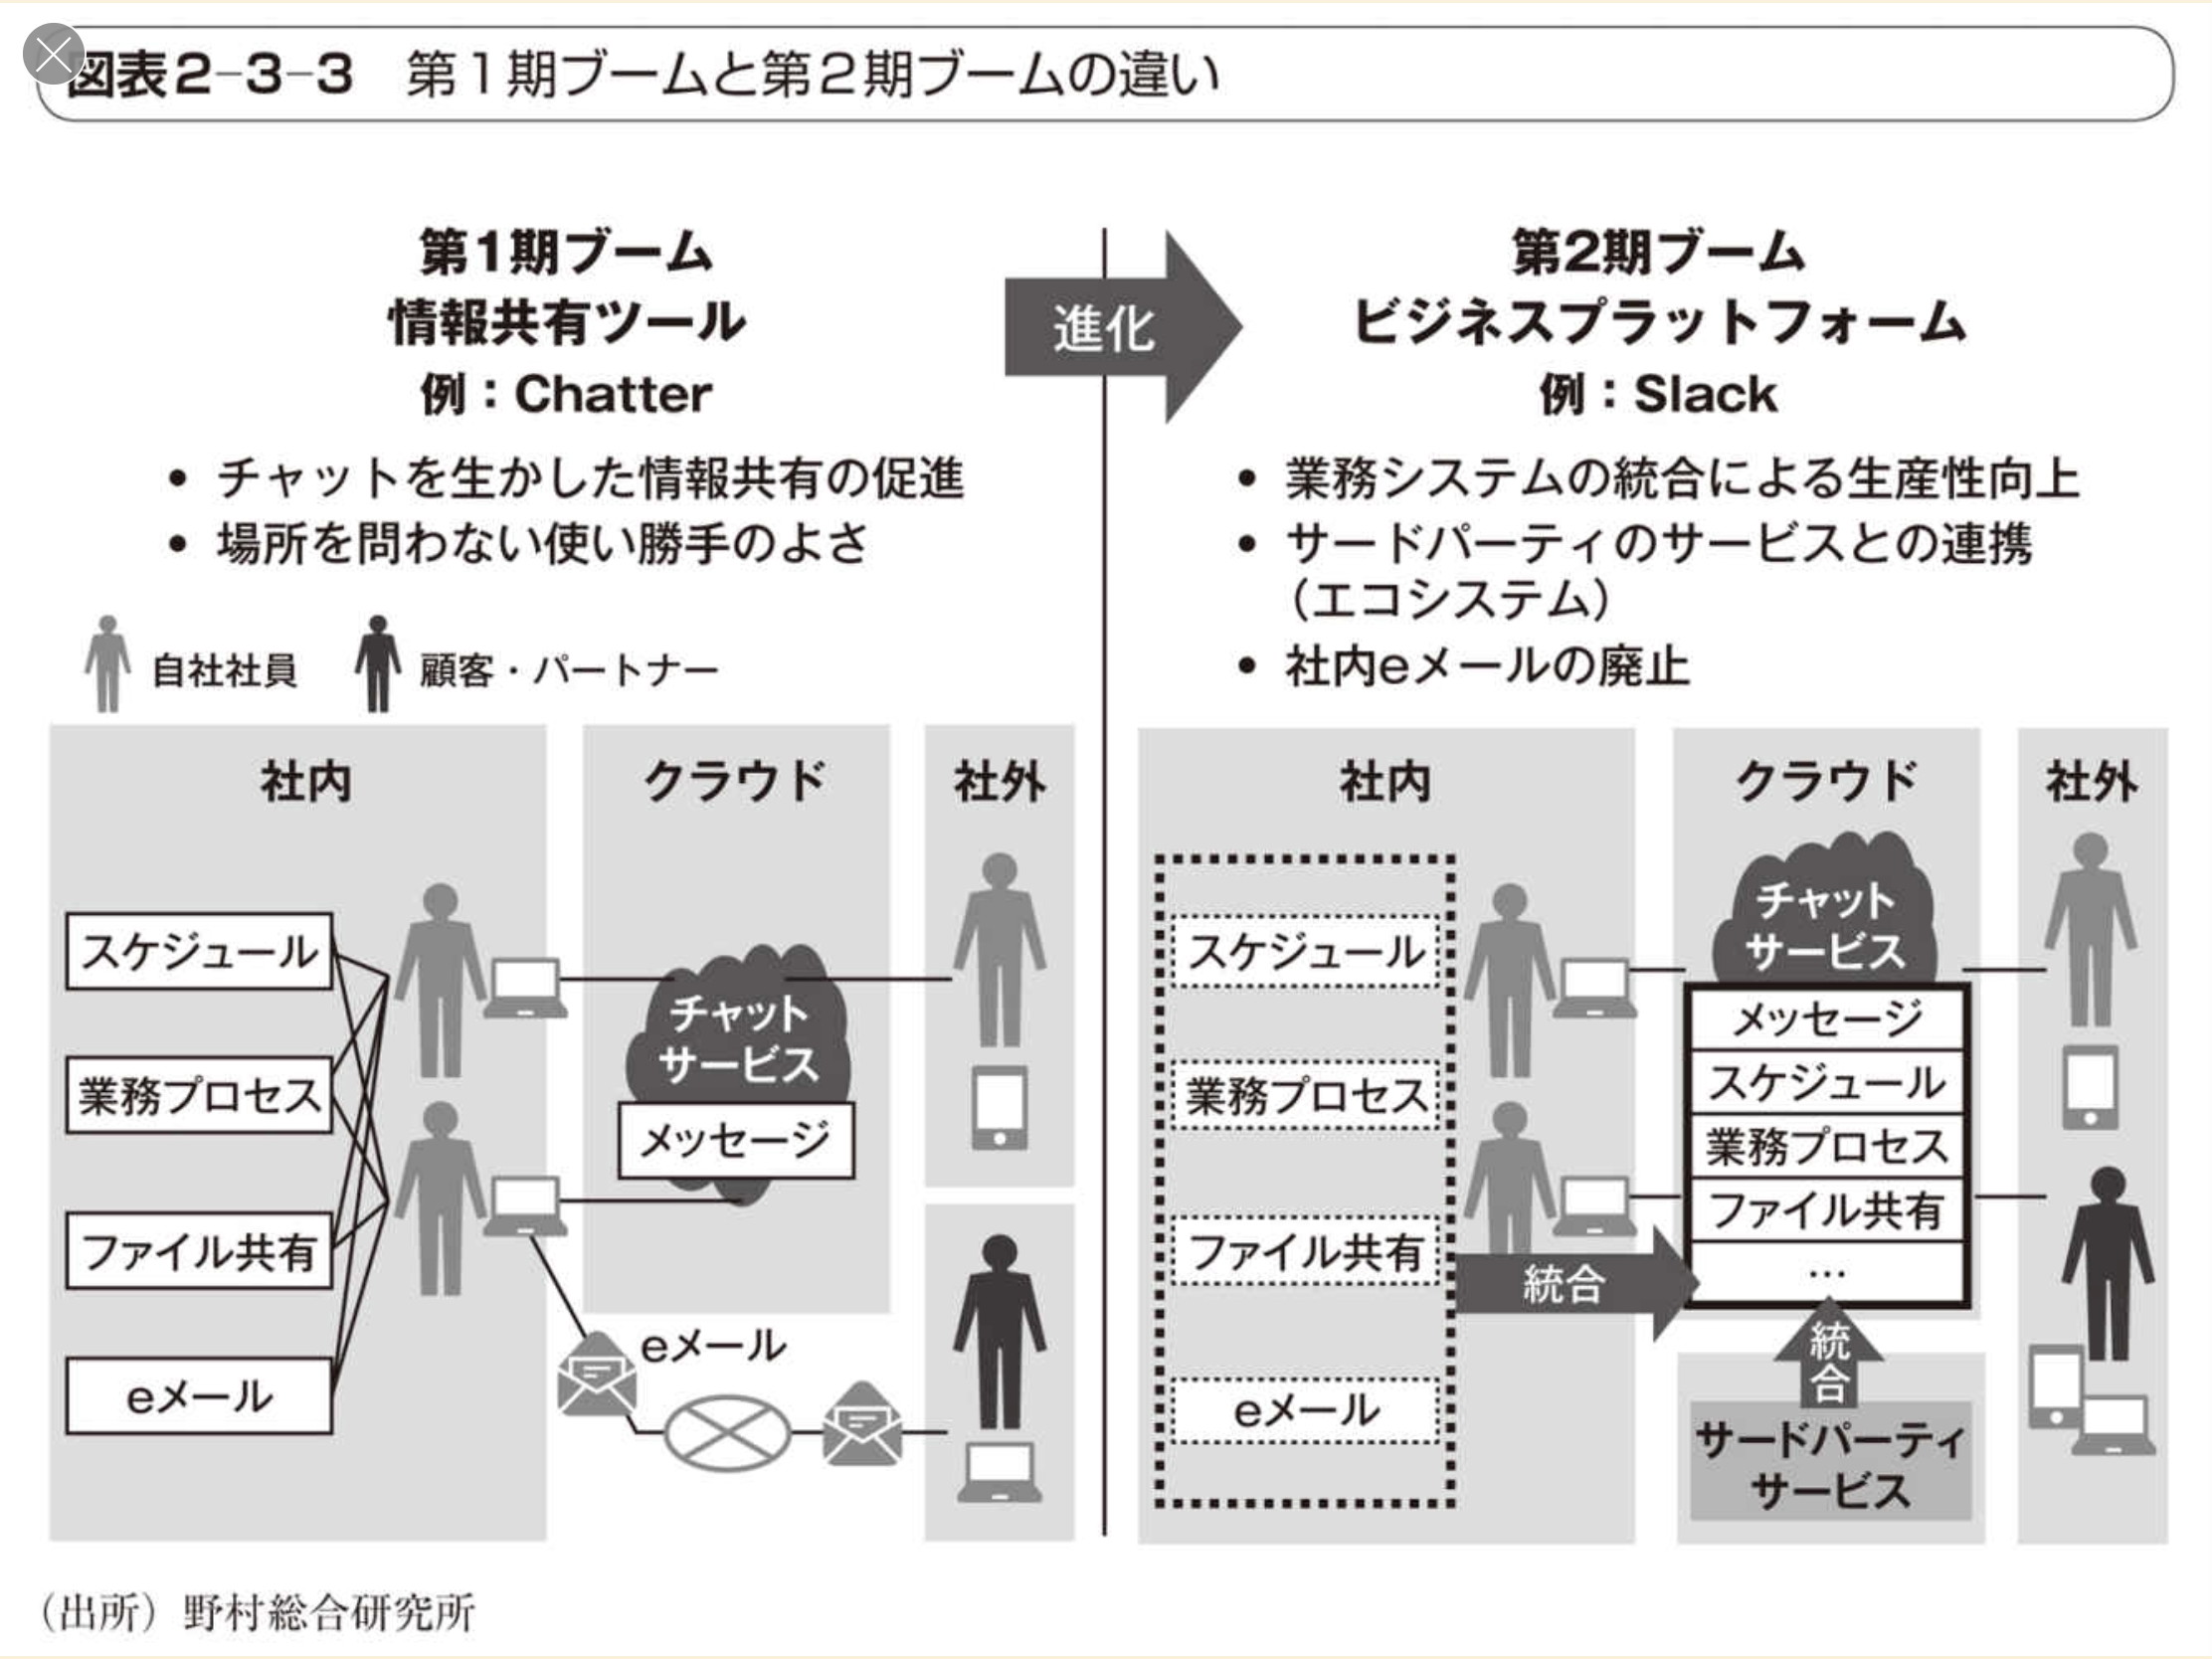 図表2-3-3 第1期ブームと第2期ブームの違い
第1期ブーム
情報共有ツール
例：Chatter
• チャットを生かした情報共有の促進
• 場所を問わない使い勝手のよさ
自社社員
顧客・パートナー
進化
第2期ブーム
ビジネスプラットフォーム
例：Slack
• 業務システムの統合による生産性向上
• サードパーティのサービスとの連携
（エコシステム）
• 社内eメールの廃止
社内
スケジュール
業務プロセス
ファイル共有
eメール
クラウド
チャット
サービス
メッセージ
eメール
社外
社内
スケジュール
業務プロセス
ファイル共有
eメール
統合
クラウド
チャット
サービス
メッセージ
スケジュール
業務プロセス
ファイル共有
…
統
合
サードパーティ
サービス
社外
（出所）野村総合研究所